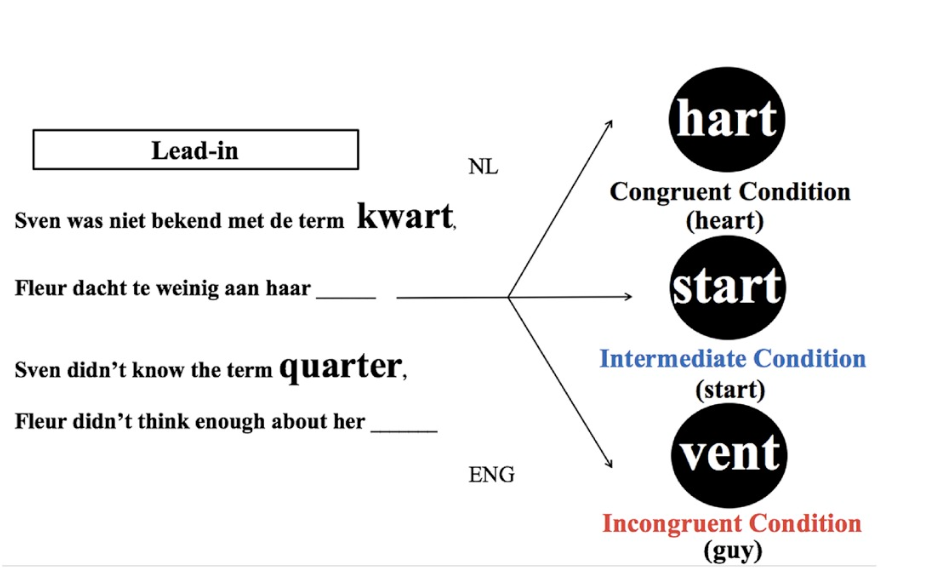 Lead-in
NL
Sven was niet bekend met de term kwart,
Fleur dacht te weinig aan haar ______
Sven didn't know the term quarter,
Fleur didn't think enough about her _______
ENG
hart
Congruent Condition
(heart)
start
Intermediate Condition
(start)
vent
Incongruent Condition
(guy)